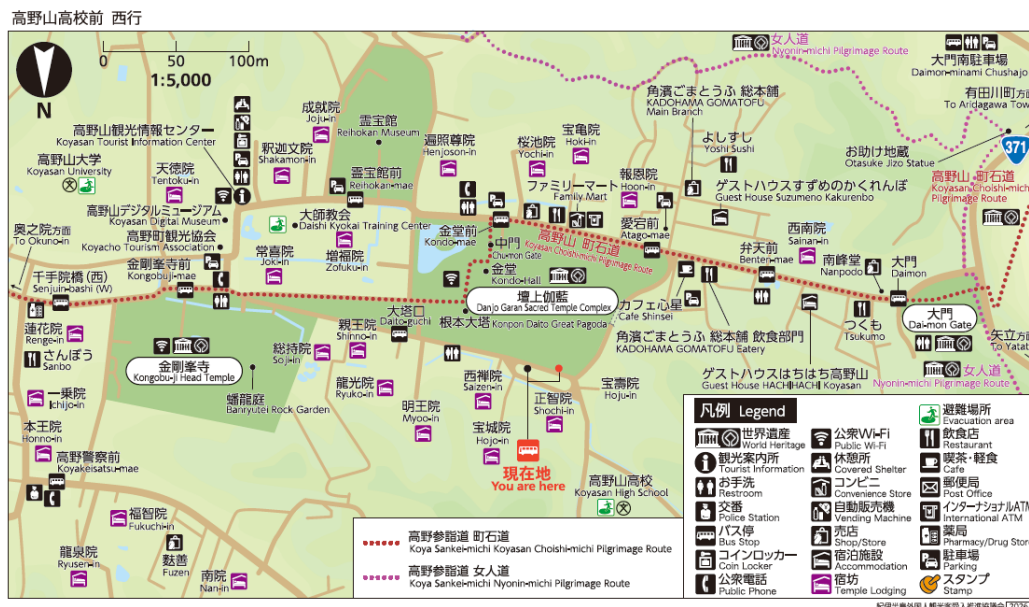 高野山高校前 西行
0 50 100m
1:5,000
N
女人道
Nyonin-michi Pilgrimage Route
大門南駐車場
Daimon-minami Chushajo
有田川町方面
To Aridagawa Town
371
お助け地蔵
Otasuke Jizo Statue
高野山 町石道
Koyasan Choishi-michi
Pilgrimage Route
角濱ごまとうふ 総本舗
KADOHAMA GOMATOFU
Main Branch
よしずし
Yoshi Sushi
ゲストハウスすずめのかくれんぼ
Guest House Suzumeno Kakurenbo
成就院
Joju-in
霊宝館
Reihokan Museum
高野山観光情報センター
Koyasan Tourist Information Center
釈迦文院
Shakamon-in
遍照尊院
Henjoson-in
桜池院
Yochi-in
宝亀院
Hoki-in
高野山大学
Koyasan University
天徳院
Tentoku-in
霊宝館前
Reihokan-mae
ファミリーマート
FamilyMart
報恩院
Hoon-in
高野山デジタルミュージアム
Koyasan Digital Museum
大師教会
Daishi Kyokai Training Center
金堂前
Kondo-mae
愛宕前
Atago-mae
奥之院方面
To Okuno-in
高野町観光協会
Koyacho Tourism Association
中門
Chu-mon Gate
高野山 町石道
Koyasan Choishi-michi Pilgrimage Route
弁天前
Benten-mae
西南院
Sainan-in
南峰堂
Nanpodo
大門
Daimon
千手院橋(西)
Senjuin-bashi (W)
金剛峯寺前
Kongobuji-mae
常喜院
Joki-in
増福院
Zofuku-in
金堂
Kondo-Hall
壇上伽藍
Danjo Garan Sacred Temple Complex
カフェ心星
Cafe Shinsei
大門
Dai-mon Gate
蓮花院
Renge-in
大塔口
Daito-guchi
根本大塔
Konpon Daito Great Pagoda
角濱ごまとうふ 総本舗 飲食部門
KADOHAMA GOMATOFU Eatery
つくも
Tsukumo
矢立方面
To Yatate
さんぼう
Sanbo
金剛峯寺
Kongobu-ji Head Temple
総持院
Soji-in
親王院
Shinno-in
ゲストハウスはちはち高野山
Guest House HACHIHACHI Koyasan
女人道
Nyonin-michi Pilgrimage Route
一乗院
Ichijo-in
蟠龍庭
Banryutei Rock Garden
龍光院
Ryuko-in
西禅院
Saizen-in
正智院
Shochi-in
宝壽院
Hoju-in
本王院
Honno-in
明王院
Myoo-in
宝城院
Hojo-in
現在地
You are here
高野警察前
Koyakeisatsu-mae
高野山高校
Koyasan High School
福智院
Fukuchi-in
龍泉院
Ryusen-in
麩善
Fuzen
南院
Nan-in
高野参詣道 町石道
Koya Sankei-michi Koyasan Choishi-michi Pilgrimage Route
高野参詣道 女人道
Koya Sankei-michi Nyonin-michi Pilgrimage Route
凡例 Legend
世界遺産
World Heritage
観光案内所
Tourist Information
お手洗
Restroom
交番
Police Station
バス停
Bus Stop
コインロッカー
Coin Locker
公衆電話
Public Phone
公衆Wi-Fi
Public Wi-Fi
休憩所
Covered Shelter
コンビニ
Convenience Store
自動販売機
Vending Machine
売店
Shop/Store
宿泊施設
Accommodation
宿坊
Temple Lodging
避難場所
Evacuation area
飲食店
Restaurant
喫茶・軽食
Cafe
郵便局
Post Office
インターナショナルATM
International ATM
薬局
Pharmacy/Drug Store
駐車場
Parking
スタンプ
Stamp